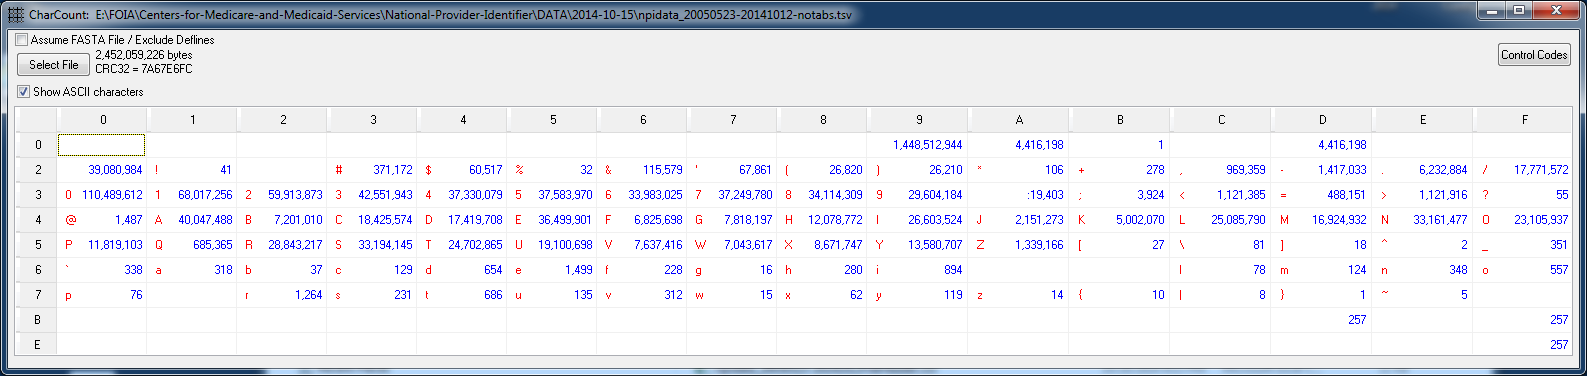 CharCount: E:\FOIA\Centers-for-Medicare-and-Medicaid-Services\National-Provider-Identifier\DATA\2014-10-15\npidata_20050523-20141012-notabs.tsv
Assume FASTA File / Exclude Deflines
Select File 2,452,059,226 bytes Control Codes
CRC32 = 7A67E6FC
Show ASCII characters
0 1 2 3 4 5 6 7 8 9 A B C D E F
0 1,448,512,944 4,416,198 1 4,416,198
2 39,080,984 ! 41 # 371,172 $ 60,517 % 32 & 115,579 ' 67,861 ( 26,820 ) 26,210 * 106 + 278 , 969,359 - 1,417,033 . 6,232,884 / 17,771,572
3 0 110,489,612 1 68,017,256 2 59,913,873 3 42,551,943 4 37,330,079 5 37,583,970 6 33,983,025 7 37,249,780 8 34,114,309 9 29,604,184 :19,403 ; 3,924 < 1,121,385 = 488,151 > 1,121,916 ? 55
4 @ 1,487 A 40,047,488 B 7,201,010 C 18,425,574 D 17,419,708 E 36,499,901 F 6,825,698 G 7,818,197 H 12,078,772 I 26,603,524 J 2,151,273 K 5,002,070 L 25,085,790 M 16,924,932 N 33,161,477 O 23,105,937
5 P 11,819,103 Q 685,365 R 28,843,217 S 33,194,145 T 24,702,865 U 19,100,698 V 7,637,416 W 7,043,617 X 8,671,747 Y 13,580,707 Z 1,339,166 [ 27 \ 81 ] 18 ^ 2 _ 351
6 ` 338 a 318 b 37 c 129 d 654 e 1,499 f 228 g 16 h 280 i 894 l 78 m 124 n 348 o 557
7 p 76 r 1,264 s 231 t 686 u 135 v 312 w 15 x 62 y 119 z 14 { 10 | 8 } 1 ~ 5
B 257 257
E 257